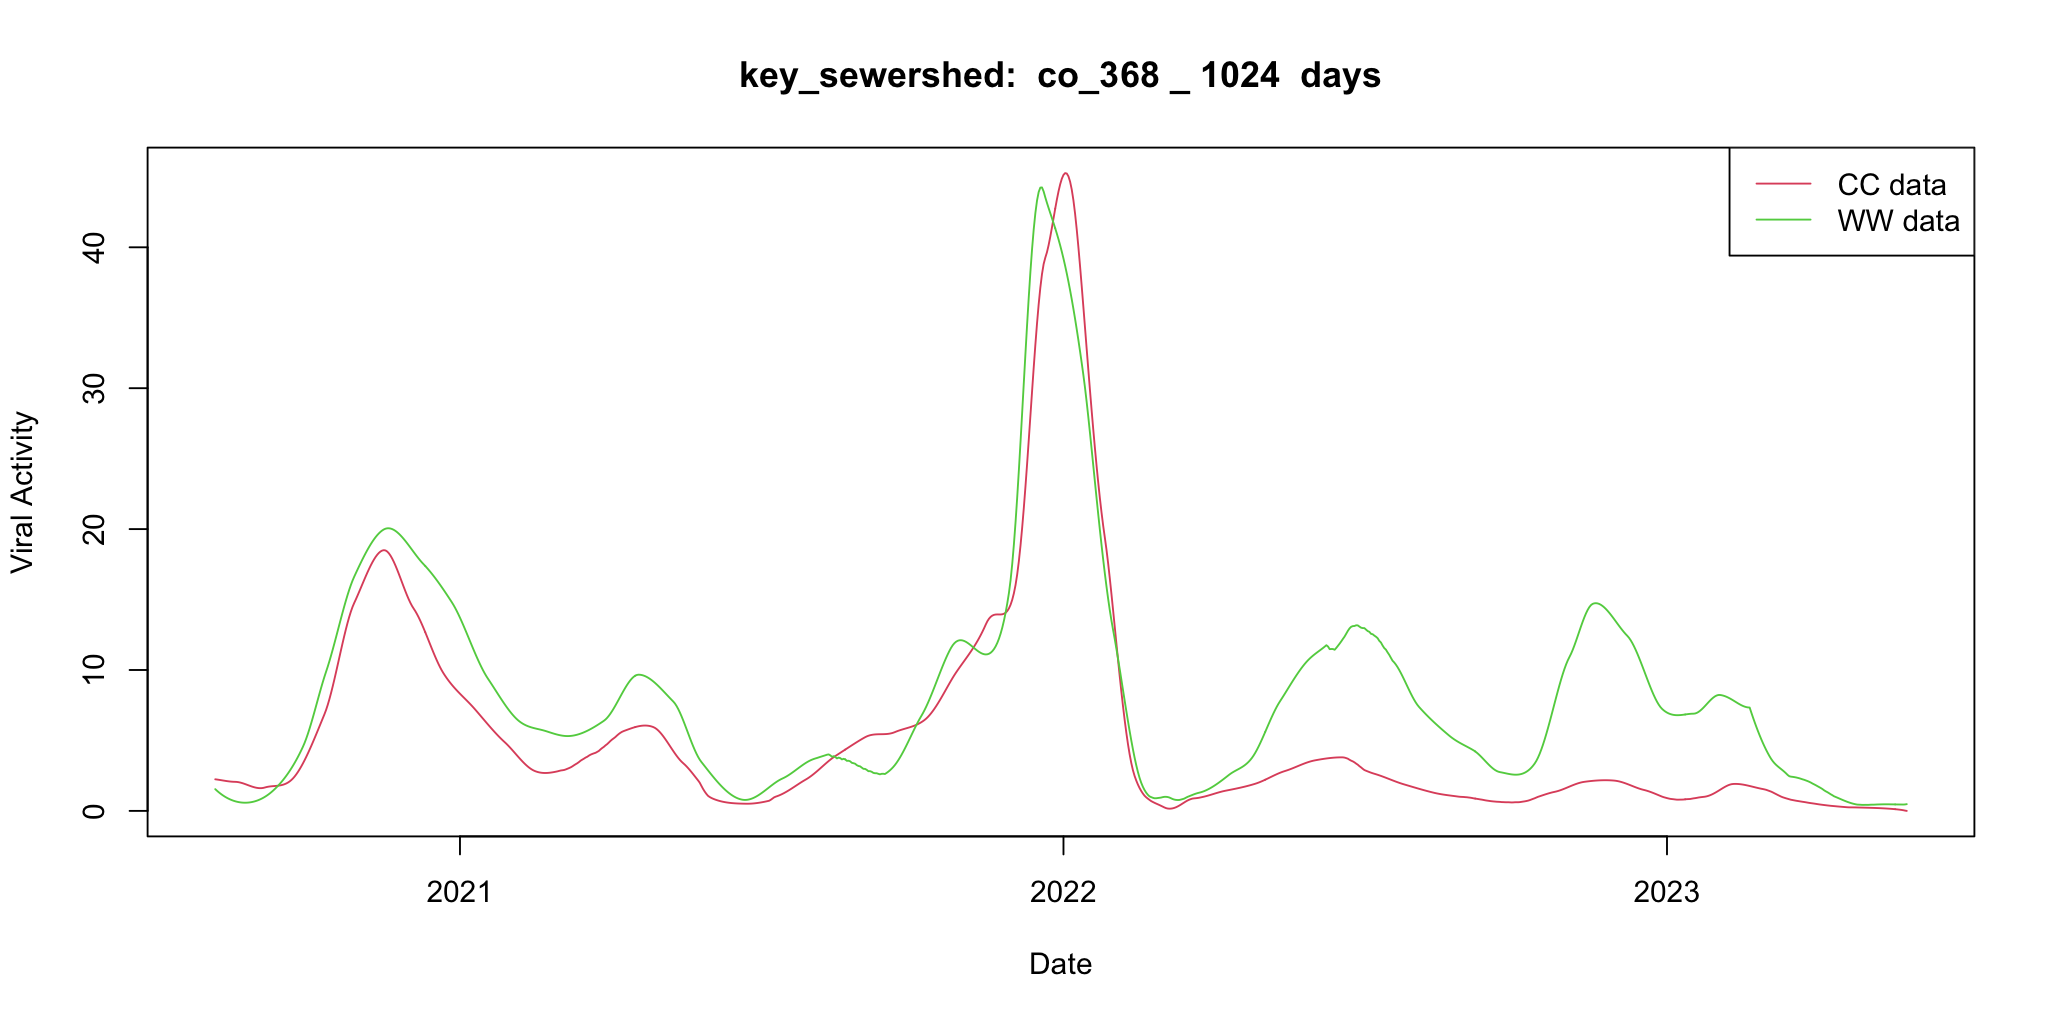 key_sewershed:  co_368 _ 1024  days
CC data
WW data
Viral Activity
40
30
20
10
0
2021 2022 2023
Date